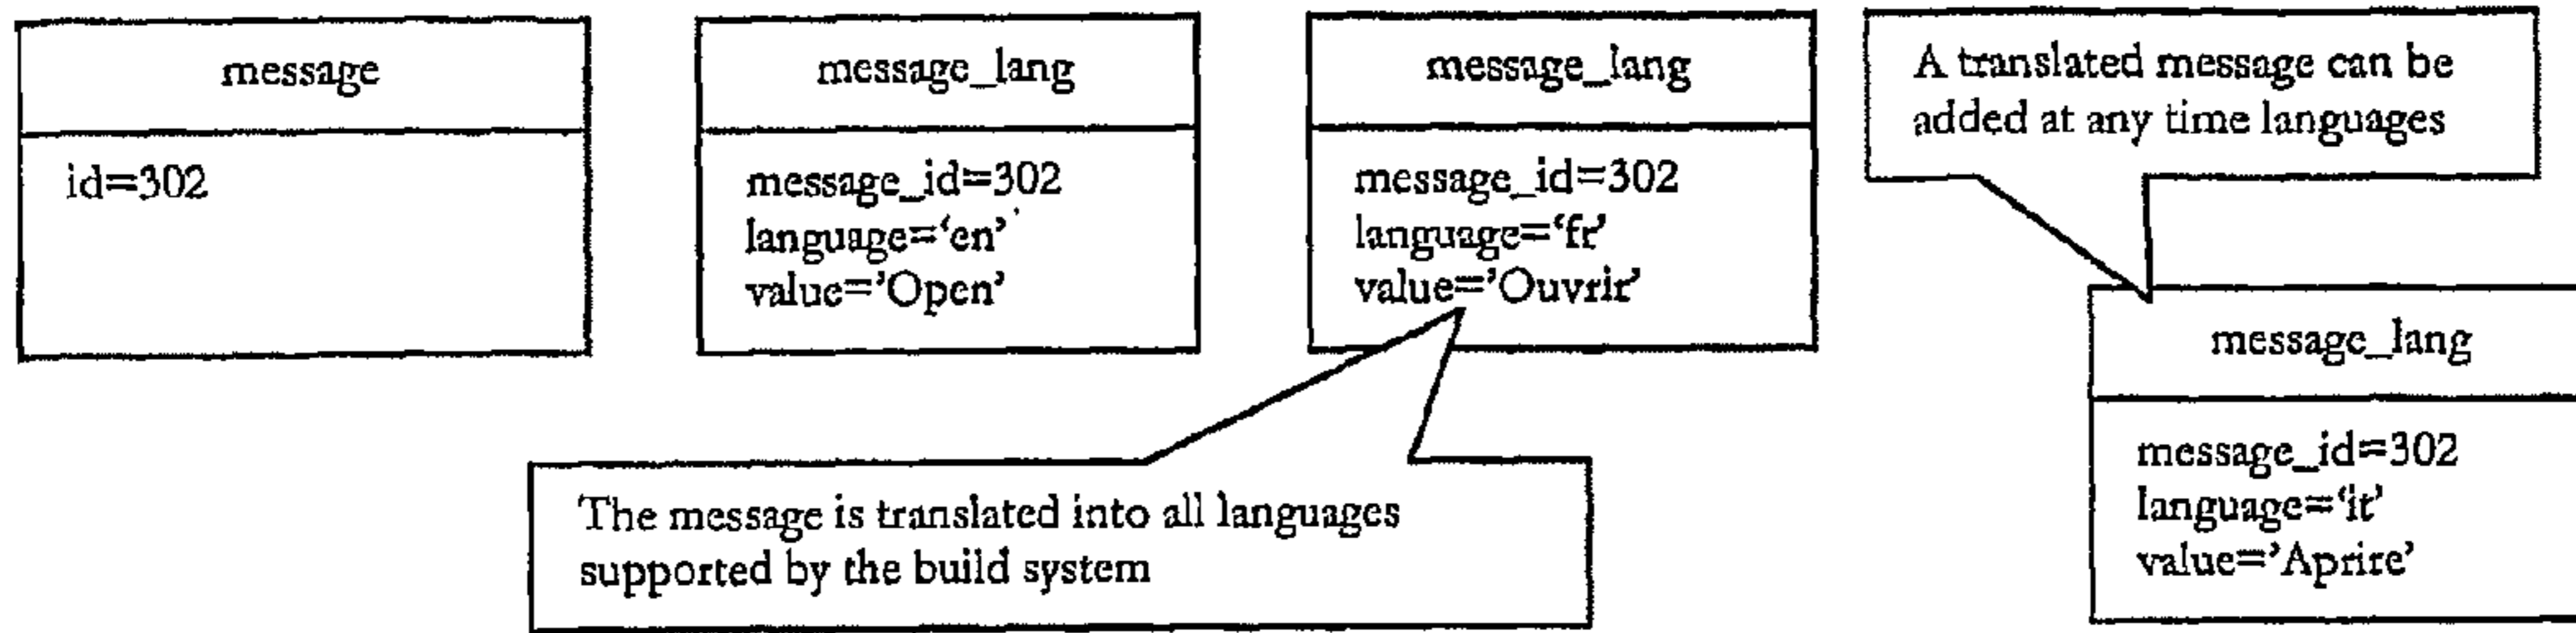 message
id=302
message_lang
message_id=302
language=‘en’
value=’Open’
message_lang
message_id=302
language=‘fr’
value=’Ouvrir’
A translated message can be
added at any time languages
The message is translated into all languages
supported by the build system
message_lang
message_id=302
language=‘it’
value=’Aprire’